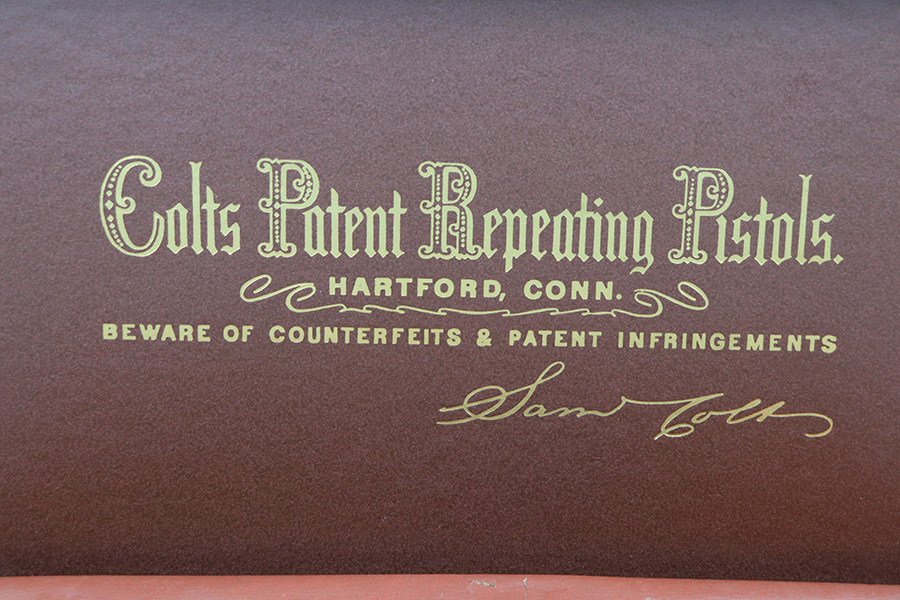 Colts Patent Repeating Pistols.
HARTFORD, CONN.
BEWARE OF COUNTERFEITS & PATENT INFRINGEMENTS
Sam Colt